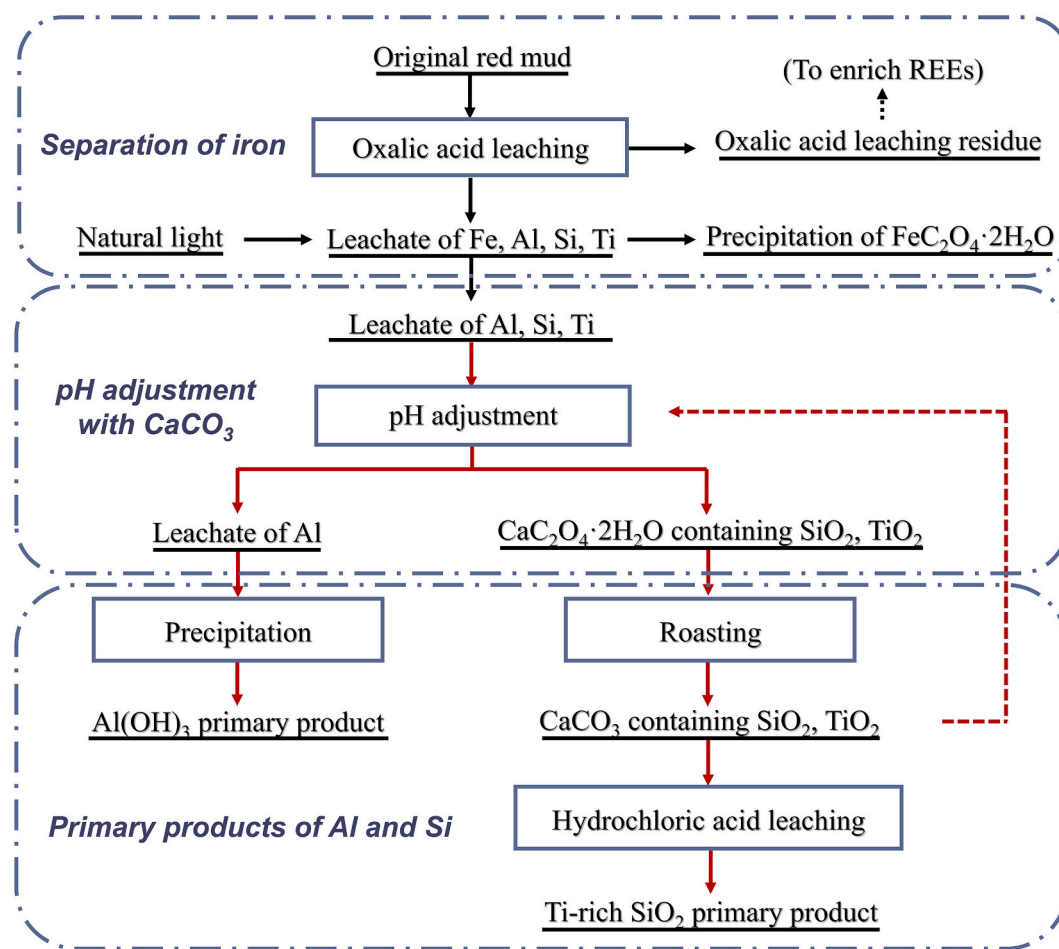 Original red mud
(To enrich REEs)
Separation of iron
Oxalic acid leaching
Oxalic acid leaching residue
Natural light
Leachate of Fe, Al, Si, Ti
Precipitation of FeC₂O₄·2H₂O
Leachate of Al, Si, Ti
pH adjustment
with CaCO₃
pH adjustment
Leachate of Al
CaC₂O₄·2H₂O containing SiO₂, TiO₂
Precipitation
Roasting
Al(OH)₃ primary product
CaCO₃ containing SiO₂, TiO₂
Primary products of Al and Si
Hydrochloric acid leaching
Ti-rich SiO₂ primary product